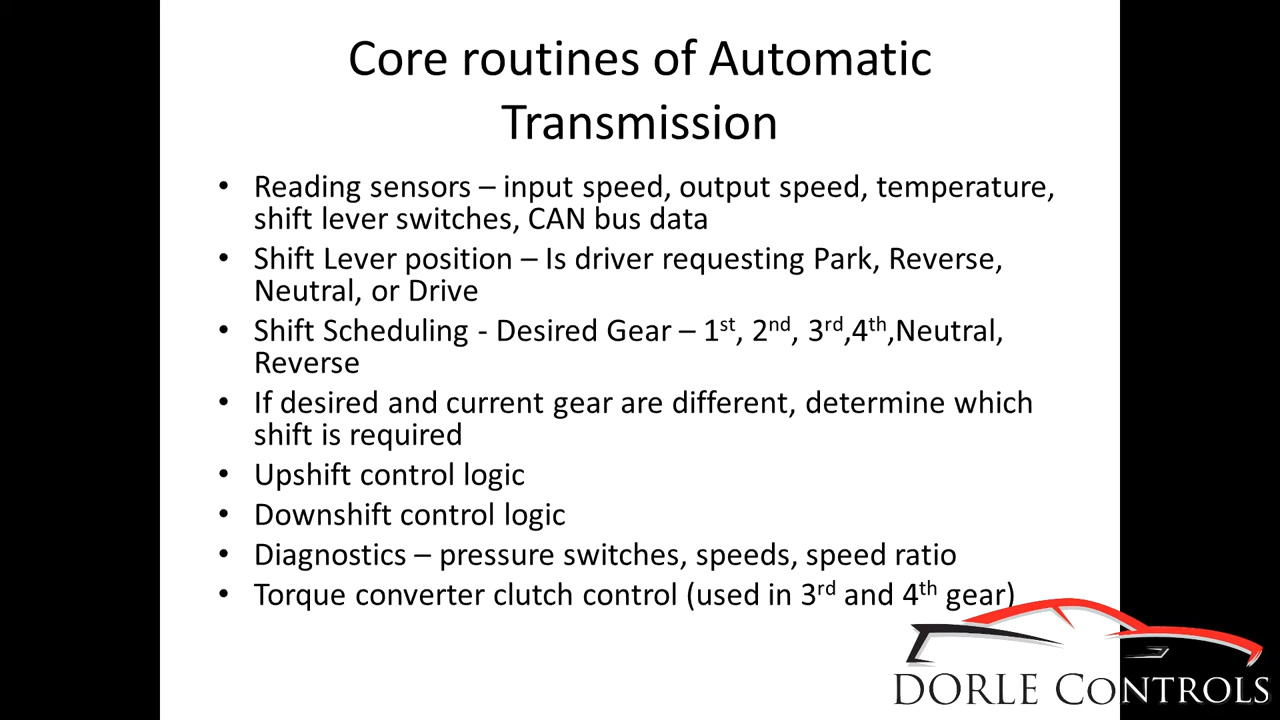 Core routines of Automatic
Transmission
• Reading sensors – input speed, output speed, temperature,
shift lever switches, CAN bus data
• Shift Lever position – Is driver requesting Park, Reverse,
Neutral, or Drive
• Shift Scheduling - Desired Gear – 1st, 2nd, 3rd,4th,Neutral,
Reverse
• If desired and current gear are different, determine which
shift is required
• Upshift control logic
• Downshift control logic
• Diagnostics – pressure switches, speeds, speed ratio
• Torque converter clutch control (used in 3rd and 4th gear)
DORLE CONTROLS